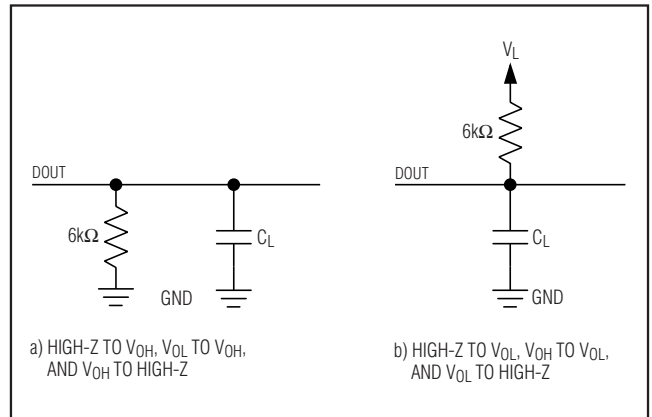 DOUT
6kΩ
CL
GND
a) HIGH-Z TO VOH, VOL TO VOH,
AND VOH TO HIGH-Z
VL
6kΩ
DOUT
CL
GND
b) HIGH-Z TO VOL, VOH TO VOL,
AND VOL TO HIGH-Z